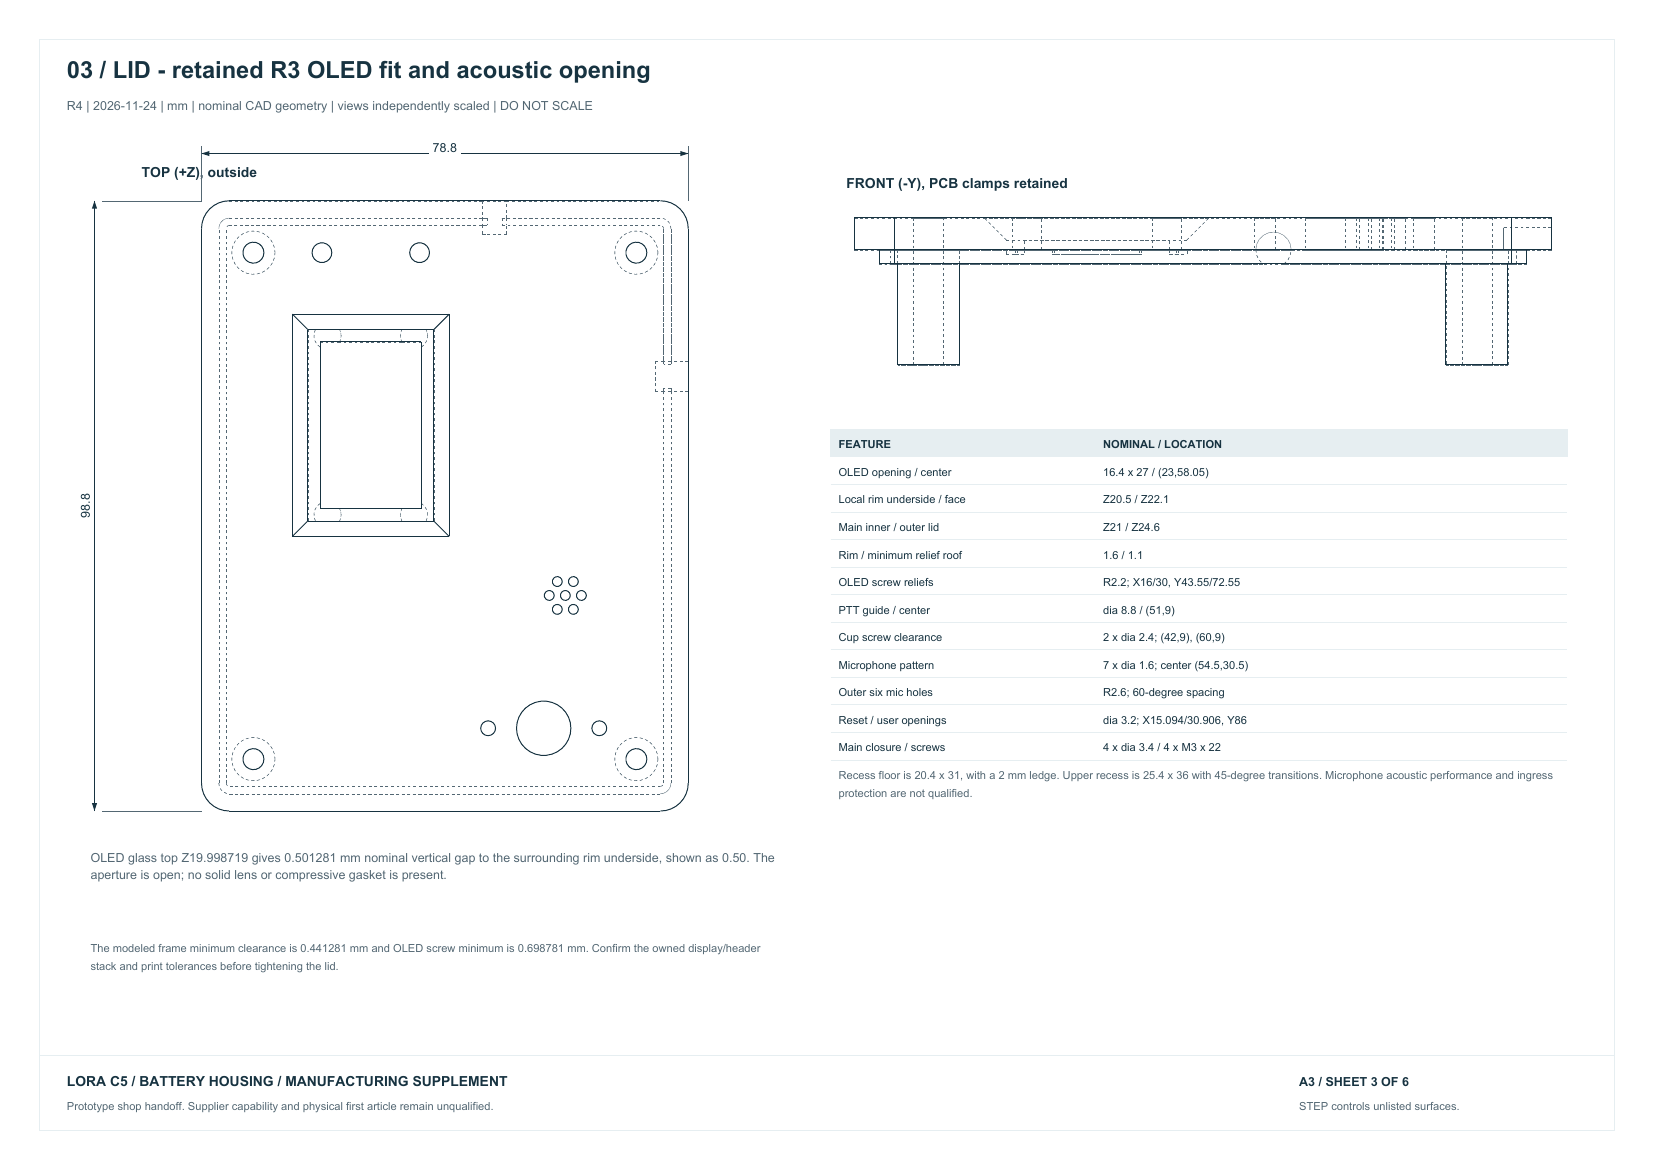 03 / LID - retained R3 OLED fit and acoustic opening
R4 | 2026-11-24 | mm | nominal CAD geometry | views independently scaled | DO NOT SCALE
78.8
TOP (+Z), outside
98.8
OLED glass top Z19.998719 gives 0.501281 mm nominal vertical gap to the surrounding rim underside, shown as 0.50. The
aperture is open; no solid lens or compressive gasket is present.
The modeled frame minimum clearance is 0.441281 mm and OLED screw minimum is 0.698781 mm. Confirm the owned display/header
stack and print tolerances before tightening the lid.
FRONT (-Y), PCB clamps retained
FEATURE NOMINAL / LOCATION
OLED opening / center 16.4 x 27 / (23,58.05)
Local rim underside / face Z20.5 / Z22.1
Main inner / outer lid Z21 / Z24.6
Rim / minimum relief roof 1.6 / 1.1
OLED screw reliefs R2.2; X16/30, Y43.55/72.55
PTT guide / center dia 8.8 / (51,9)
Cup screw clearance 2 x dia 2.4; (42,9), (60,9)
Microphone pattern 7 x dia 1.6; center (54.5,30.5)
Outer six mic holes R2.6; 60-degree spacing
Reset / user openings dia 3.2; X15.094/30.906, Y86
Main closure / screws 4 x dia 3.4 / 4 x M3 x 22
Recess floor is 20.4 x 31, with a 2 mm ledge. Upper recess is 25.4 x 36 with 45-degree transitions. Microphone acoustic performance and ingress
protection are not qualified.
LORA C5 / BATTERY HOUSING / MANUFACTURING SUPPLEMENT
Prototype shop handoff. Supplier capability and physical first article remain unqualified.
A3 / SHEET 3 OF 6
STEP controls unlisted surfaces.